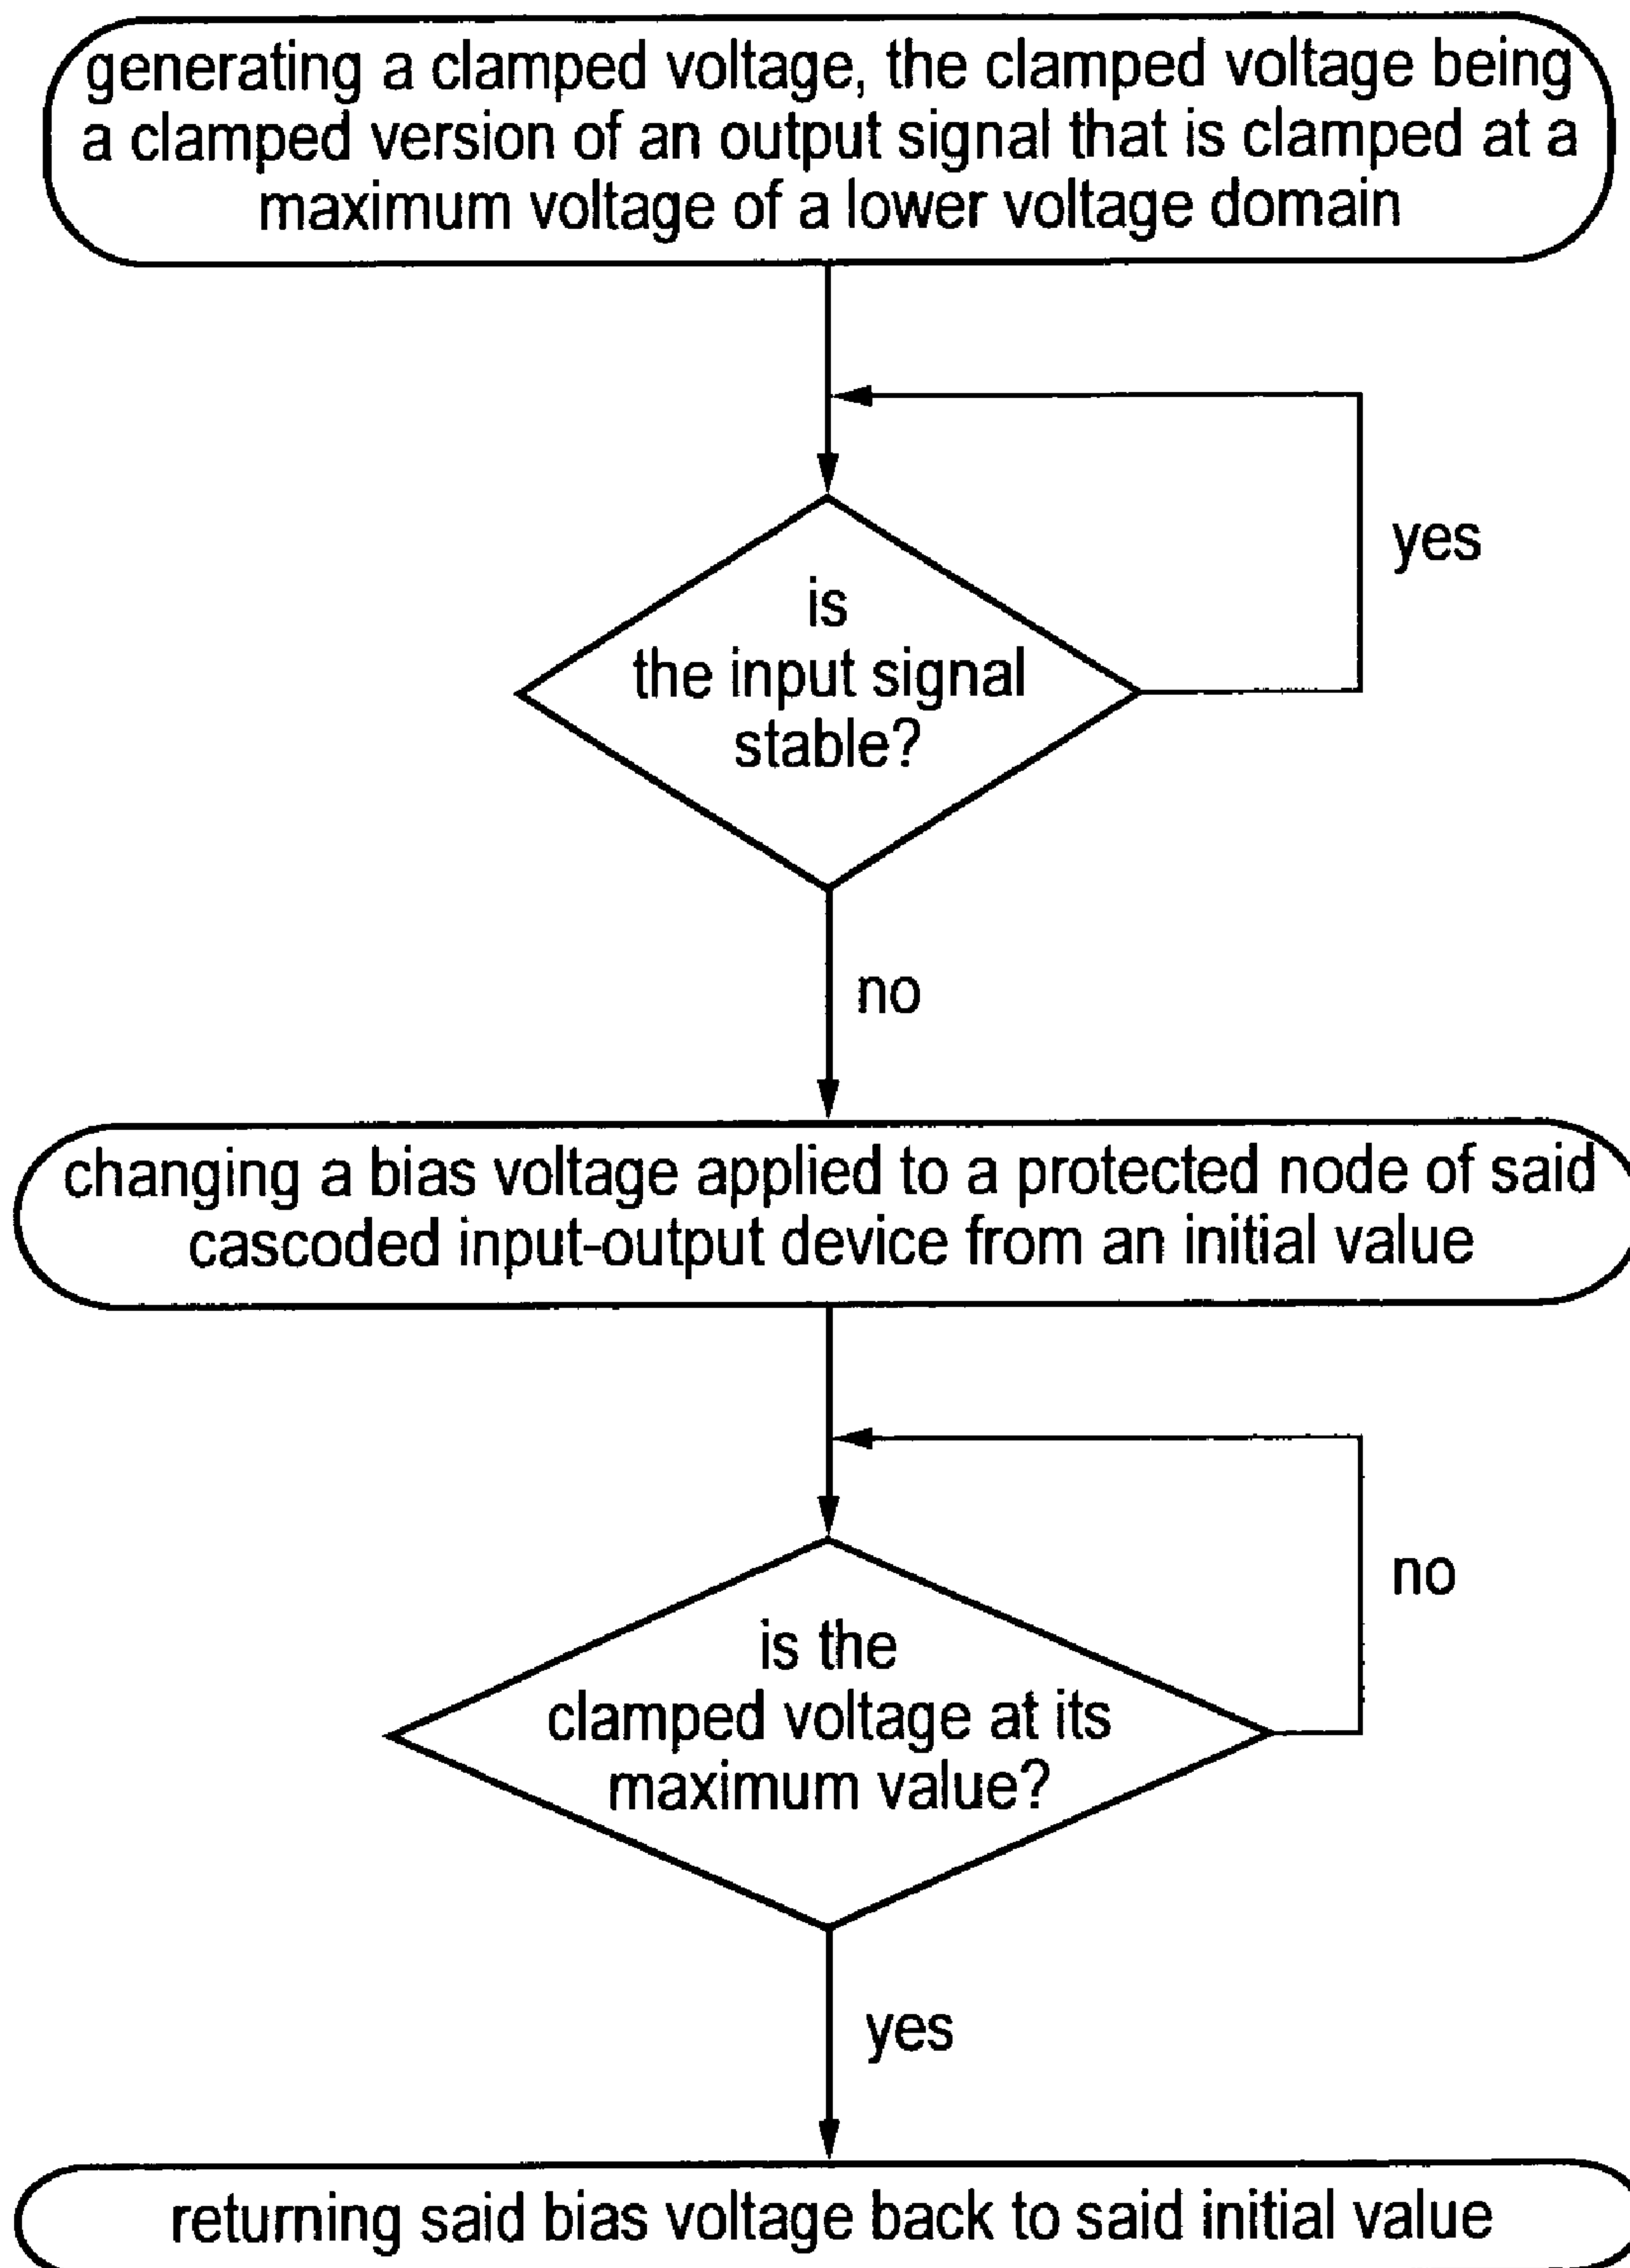 generating a clamped voltage, the clamped voltage being
a clamped version of an output signal that is clamped at a
maximum voltage of a lower voltage domain
yes
is
the input signal
stable?
no
changing a bias voltage applied to a protected node of said
cascoded input-output device from an initial value
no
is the
clamped voltage at its
maximum value?
yes
returning said bias voltage back to said initial value